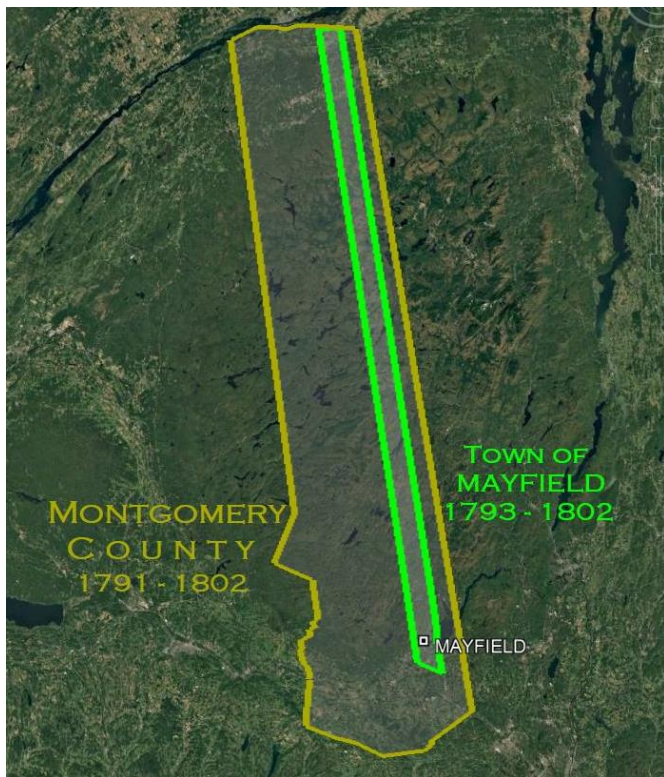 TOWN OF
MAYFIELD
1793 - 1802
MONTGOMERY
COUNTY
1791 - 1802
MAYFIELD